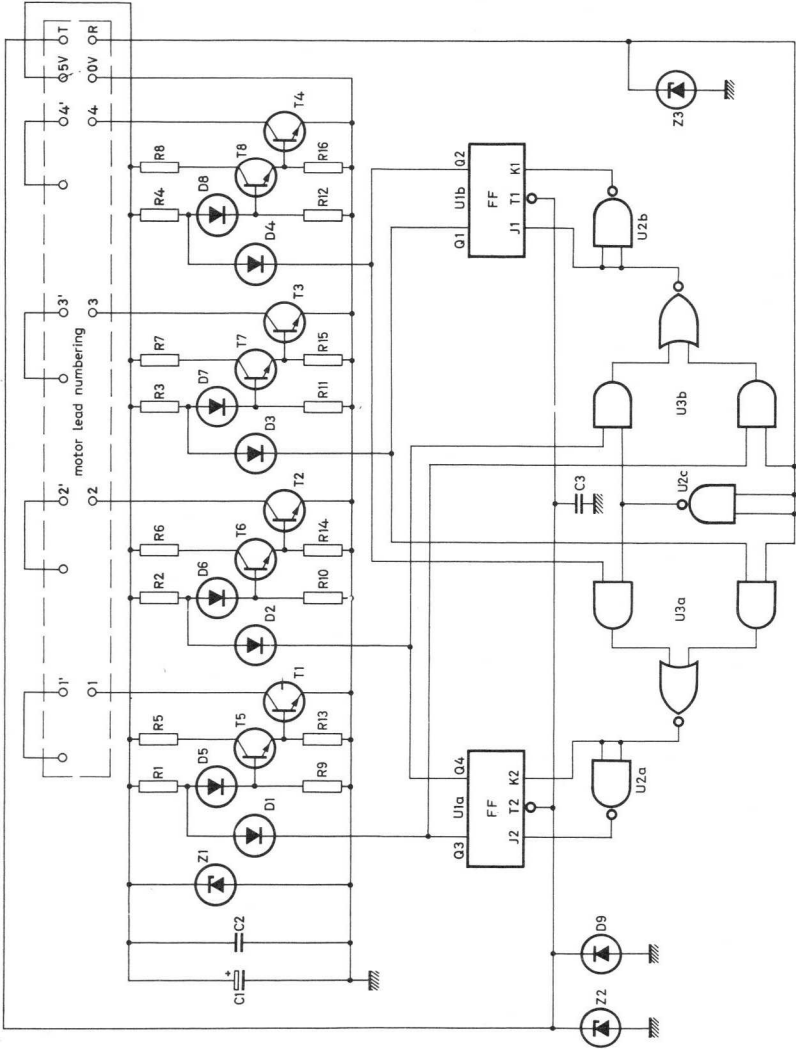 T
R
5V
0V
4'
4
3'
3
2'
2
1'
1
motor lead numbering
R8
R4
D8
T8
T4
D4
R12
R16
R7
R3
D7
T7
T3
D3
R11
R15
R6
R2
D6
T6
T2
D2
R10
R14
R5
R1
D5
T5
T1
D1
R9
R13
Z1
C2
C1
+
Q2
Q1
U1b
FF
K1
T1
J1
Z3
U2b
U3b
C3
U2c
U3a
Q4
Q3
U1a
FF
K2
T2
J2
U2a
D9
Z2